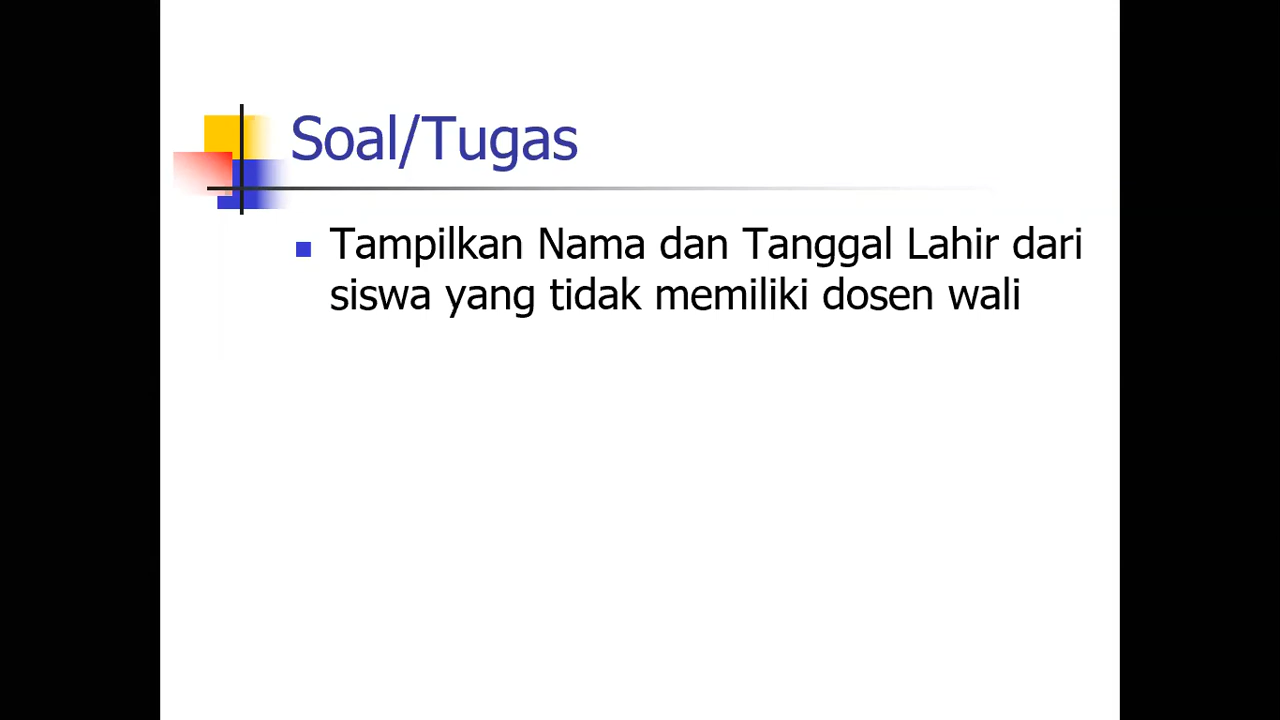 Soal/Tugas
Tampilkan Nama dan Tanggal Lahir dari
siswa yang tidak memiliki dosen wali